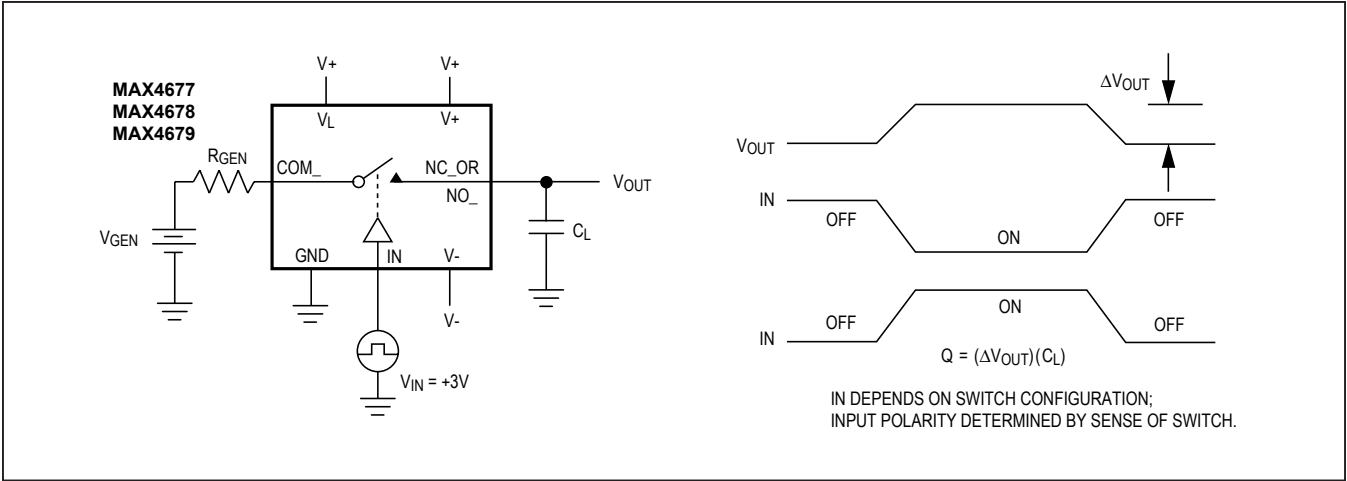 MAX4677
MAX4678
MAX4679
V+
V+
VL
V+
RGEN
COM_
NC_OR
NO_
VOUT
VGEN
CL
GND
IN
V-
V-
VIN = +3V
ΔVOUT
VOUT
IN
OFF
ON
OFF
IN
OFF
ON
OFF
Q = (ΔVOUT)(CL)
IN DEPENDS ON SWITCH CONFIGURATION;
INPUT POLARITY DETERMINED BY SENSE OF SWITCH.